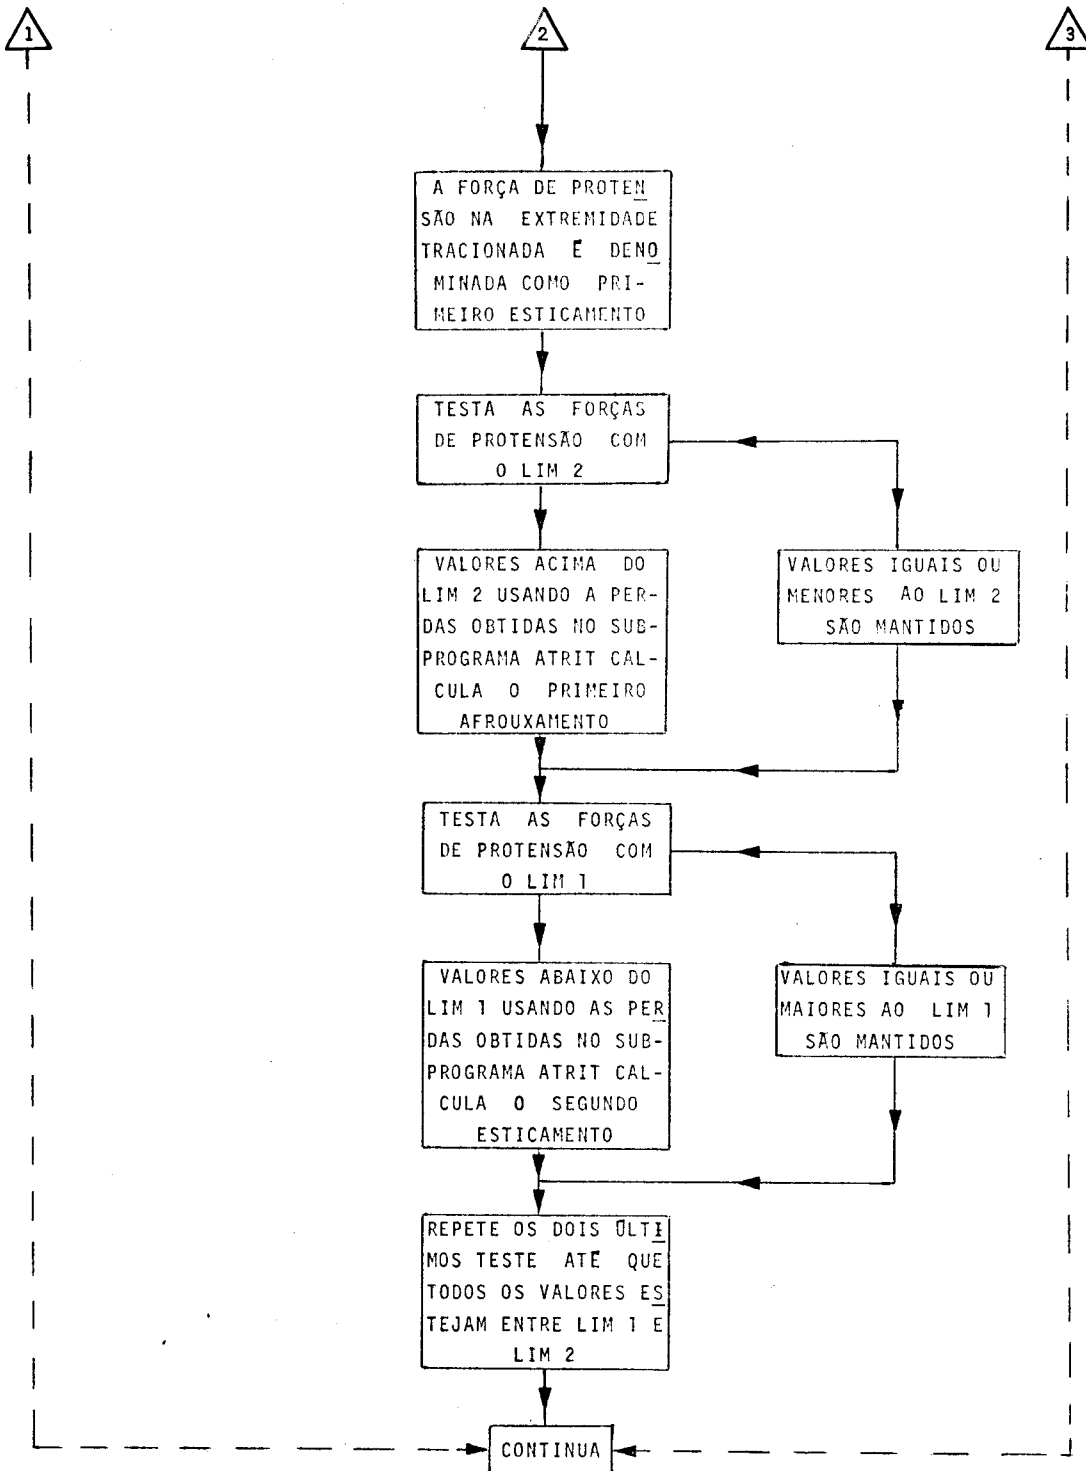 1
2
3
A FORÇA DE PROTEN
SÃO NA EXTREMIDADE
TRACIONADA É DENO
MINADA COMO PRI-
MEIRO ESTICAMENTO
TESTA AS FORÇAS
DE PROTENSÃO COM
O LIM 2
VALORES ACIMA DO
LIM 2 USANDO A PER-
DAS OBTIDAS NO SUB-
PROGRAMA ATRIT CAL-
CULA O PRIMEIRO
AFROUXAMENTO
VALORES IGUAIS OU
MENORES AO LIM 2
SÃO MANTIDOS
TESTA AS FORÇAS
DE PROTENSÃO COM
O LIM 1
VALORES ABAIXO DO
LIM 1 USANDO AS PER
DAS OBTIDAS NO SUB-
PROGRAMA ATRIT CAL-
CULA O SEGUNDO
ESTICAMENTO
VALORES IGUAIS OU
MAIORES AO LIM 1
SÃO MANTIDOS
REPETE OS DOIS ÚLTI
MOS TESTE ATÉ QUE
TODOS OS VALORES ES
TEJAM ENTRE LIM 1 E
LIM 2
CONTINUA